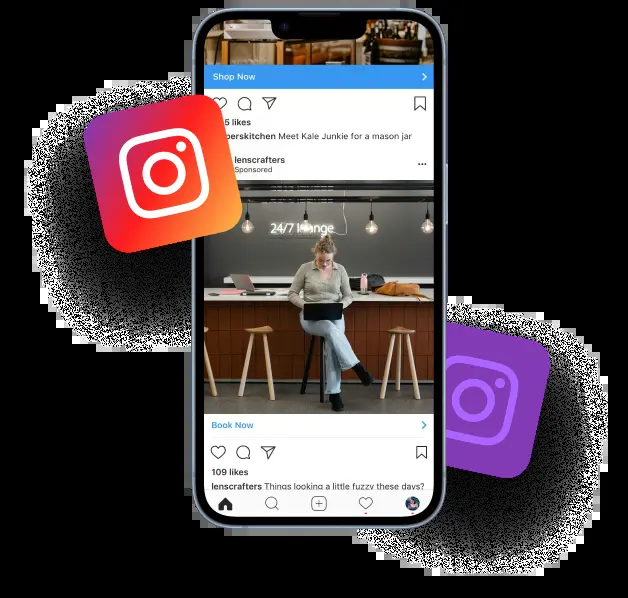 Shop Now
5 likes
perskitchen Meet Kale Junkie for a mason jar
lenscrafters
Sponsored
24/7
Book Now
109 likes
lenscrafters Things looking a little fuzzy these days?